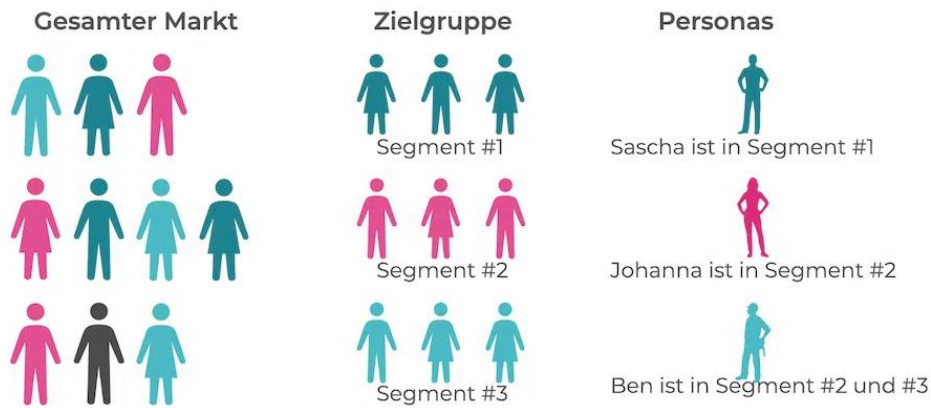 Gesamter Markt
Zielgruppe
Personas
Segment #1
Sascha ist in Segment #1
Segment #2
Johanna ist in Segment #2
Segment #3
Ben ist in Segment #2 und #3